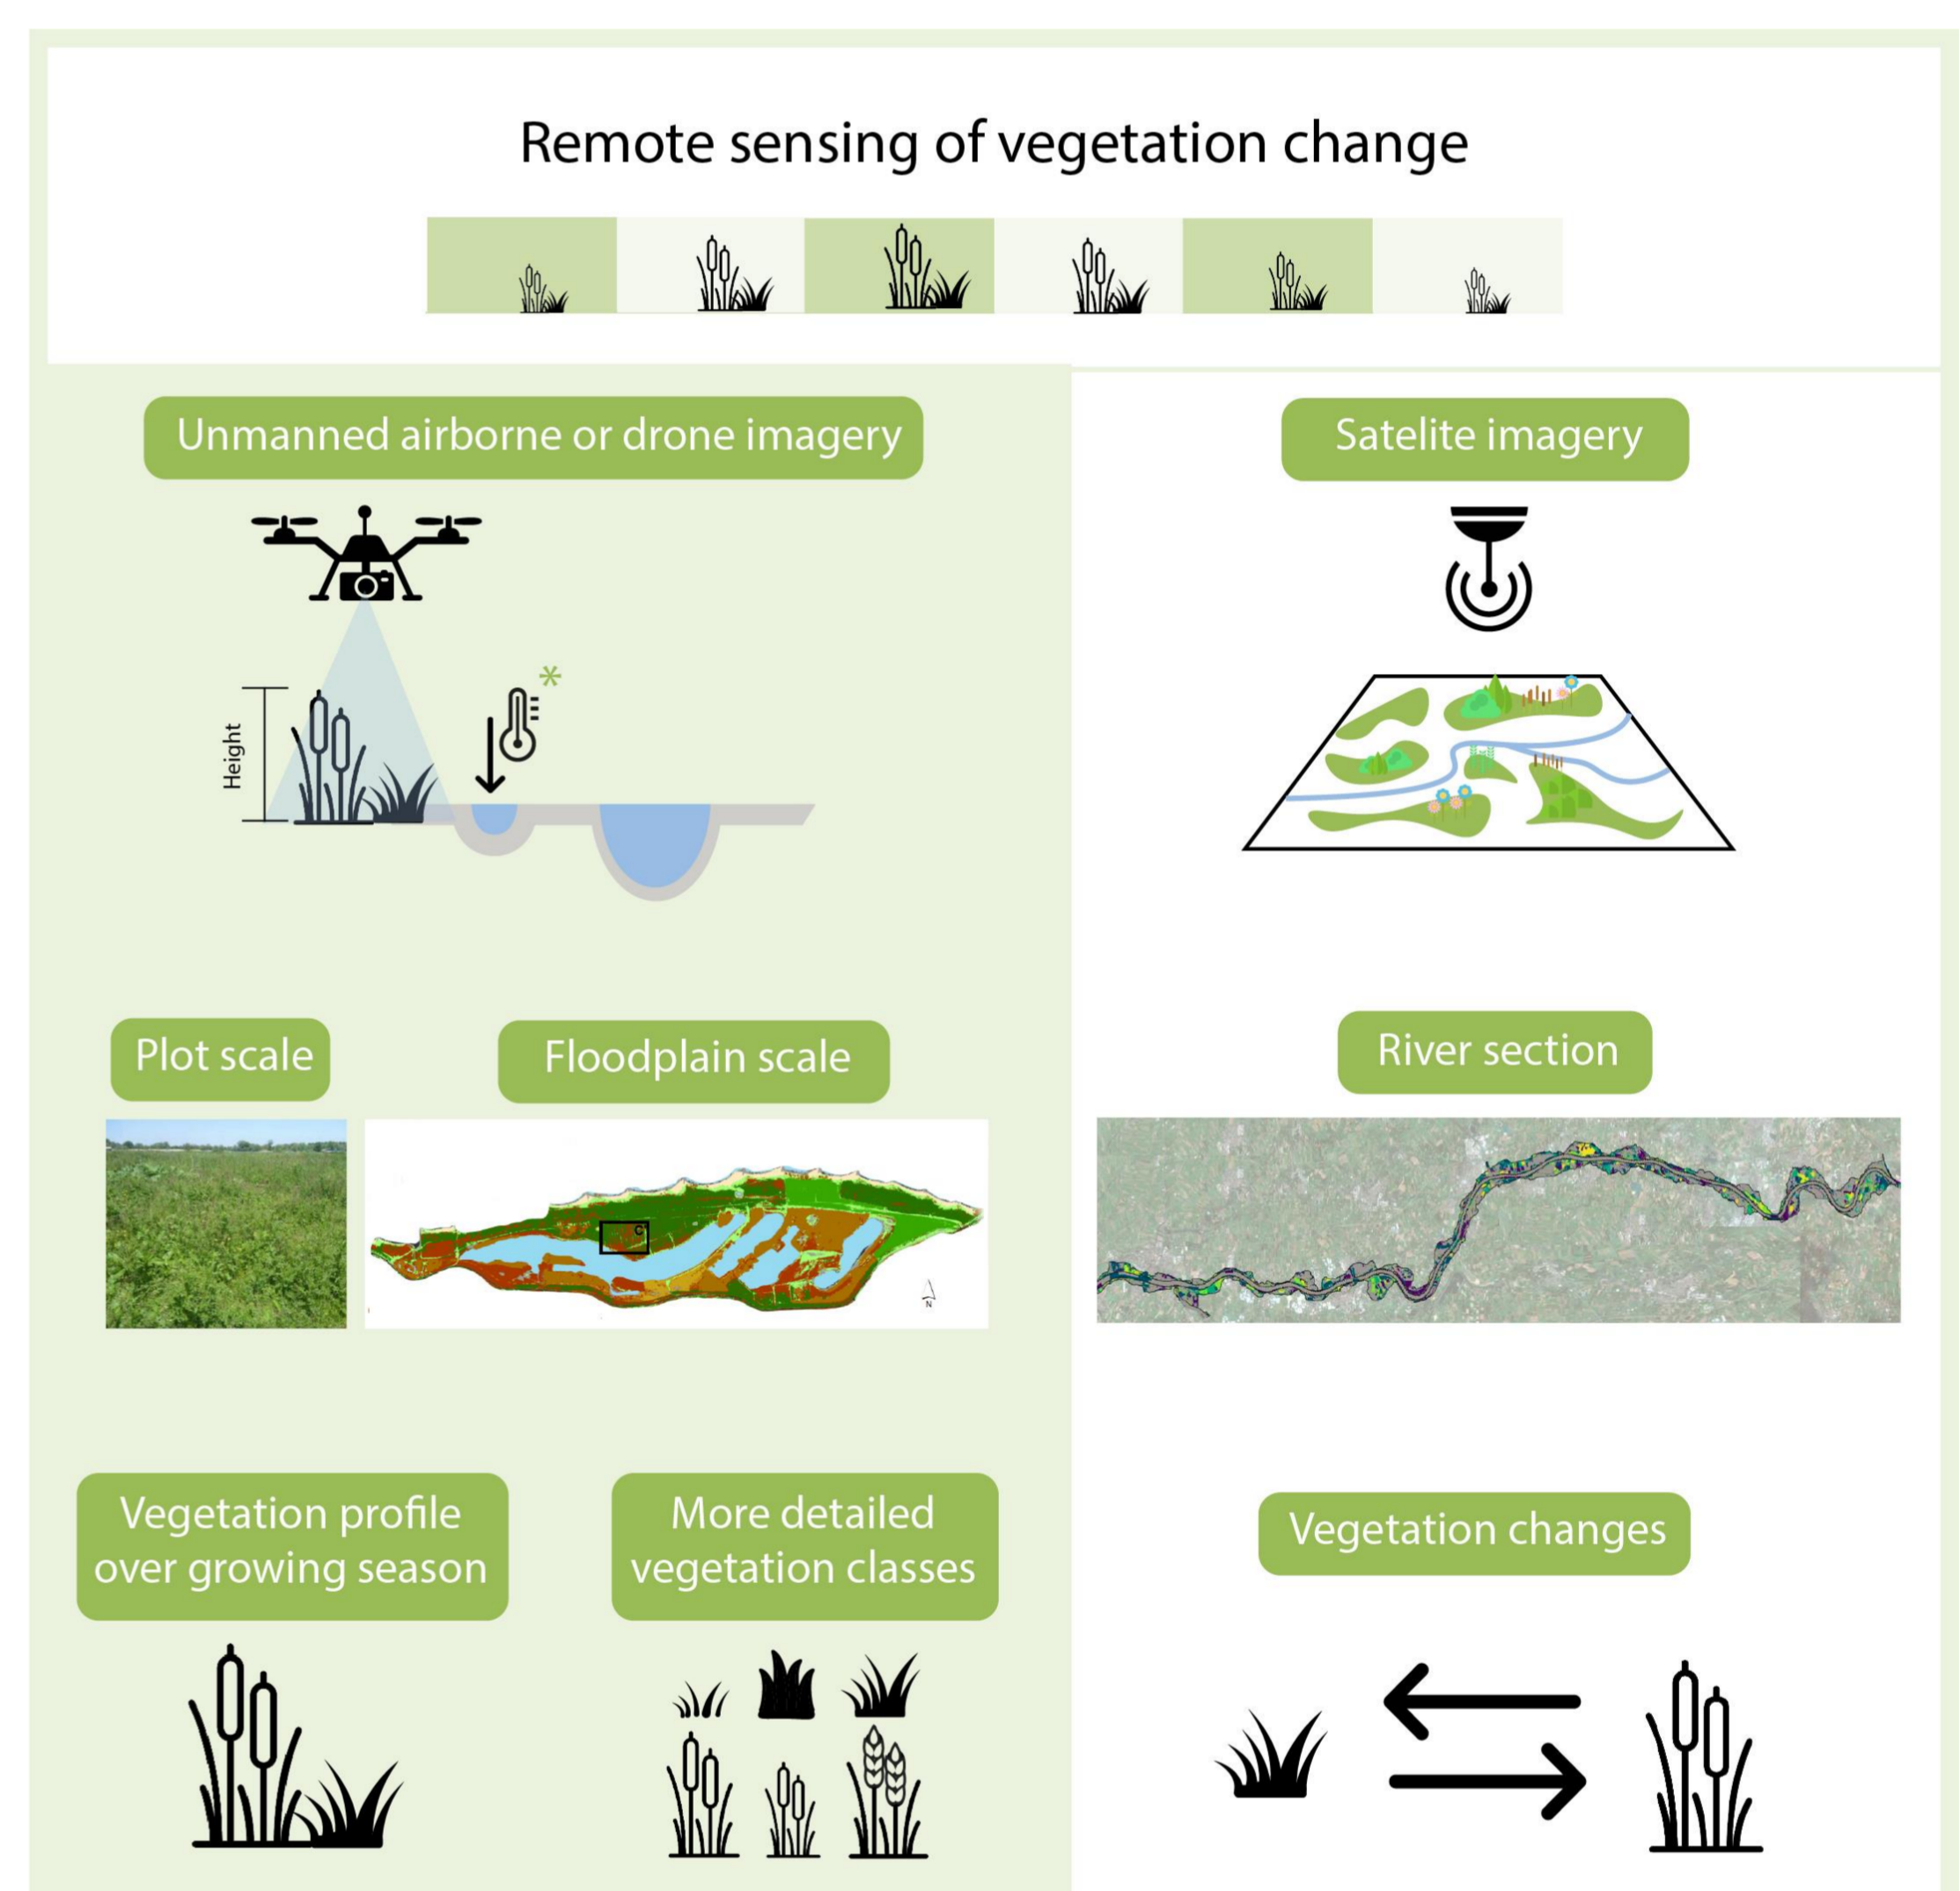 Remote sensing of vegetation change
Unmanned airborne or drone imagery
Satelite imagery
*
Height
Plot scale
Floodplain scale
River section
C
N
Vegetation profile
over growing season
More detailed
vegetation classes
Vegetation changes